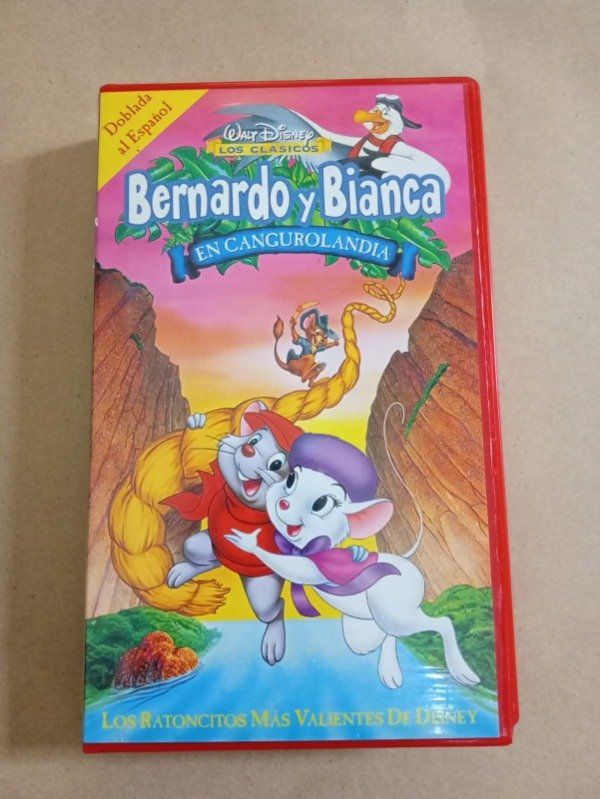 Doblada
al Español
WALT DISNEY
LOS CLASICOS
Bernardo y Bianca
EN CANGUROLANDIA
LOS RATONCITOS MÁS VALIENTES DE DISNEY